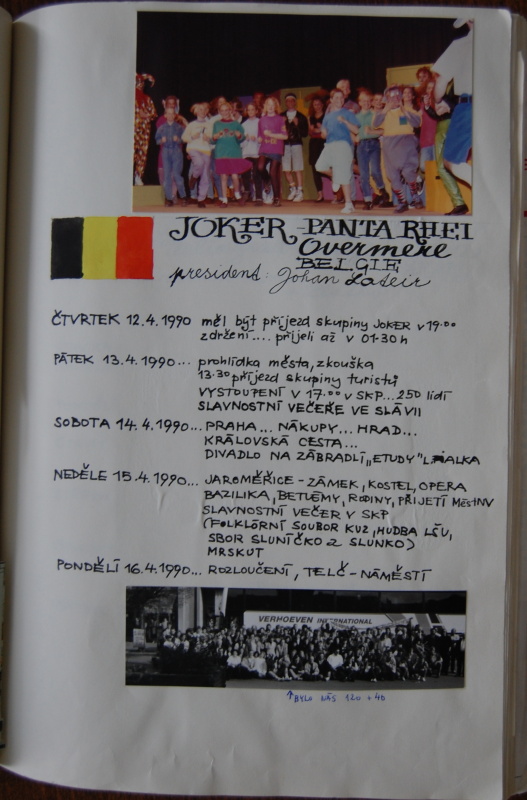 JOKER - PANTA RHEI
Overmere
BELGIE
president: Johan Lateir
ČTVRTEK 12.4.1990 měl být příjezd skupiny JOKER v 19.00
zdržení.... přijeli až v 01.30 h
PÁTEK 13.4.1990... prohlídka města, zkouška
13.30 příjezd skupiny turistů
VYSTOUPENÍ v 17.00 v SKP... 250 lidí
SLAVNOSTNÍ VEČEŘE VE SLÁVII
SOBOTA 14.4.1990... PRAHA... NÁKUPY... HRAD...
KRÁLOVSKÁ CESTA...
DIVADLO NA ZÁBRADLÍ „ETUDY"
NEDĚLE 15.4.1990... JAROMĚŘICE - ZÁMEK, KOSTEL, OPERA
BAZILIKA, BETLÉMY, RODINY, PŘIJETÍ MěstNV
SLAVNOSTNÍ VEČER V SKP
(FOLKLÓRNÍ SOUBOR KUZ, HUDBA LŠU,
SBOR SLUNÍČKO a SLUNKO)
MRSKUT
PONDĚLÍ 16.4.1990... ROZLOUČENÍ, TELČ - NÁMĚSTÍ
VERHOEVEN INTERNATIONAL
↑ BYLO NÁS 120 + 40